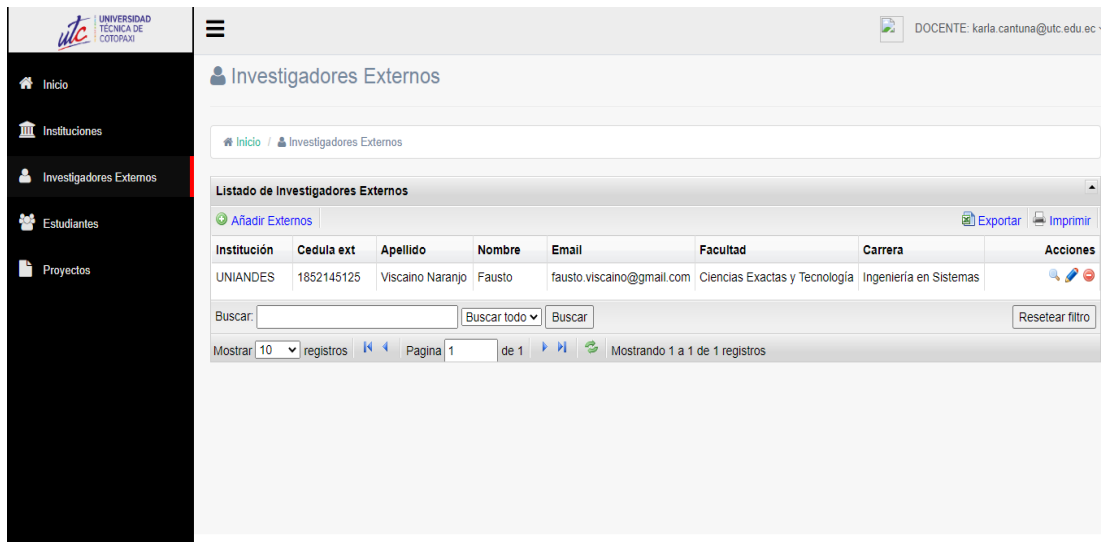 utc UNIVERSIDAD
TÉCNICA DE
COTOPAXI
DOCENTE: karla.cantuna@utc.edu.ec
Inicio
Instituciones
Investigadores Externos
Estudiantes
Proyectos
Investigadores Externos
Inicio / Investigadores Externos
Listado de Investigadores Externos
Añadir Externos Exportar Imprimir
Institución Cedula ext Apellido Nombre Email Facultad Carrera Acciones
UNIANDES 1852145125 Viscaino Naranjo Fausto fausto.viscaino@gmail.com Ciencias Exactas y Tecnología Ingeniería en Sistemas
Buscar: Buscar todo Buscar Resetear filtro
Mostrar 10 registros Pagina 1 de 1 Mostrando 1 a 1 de 1 registros